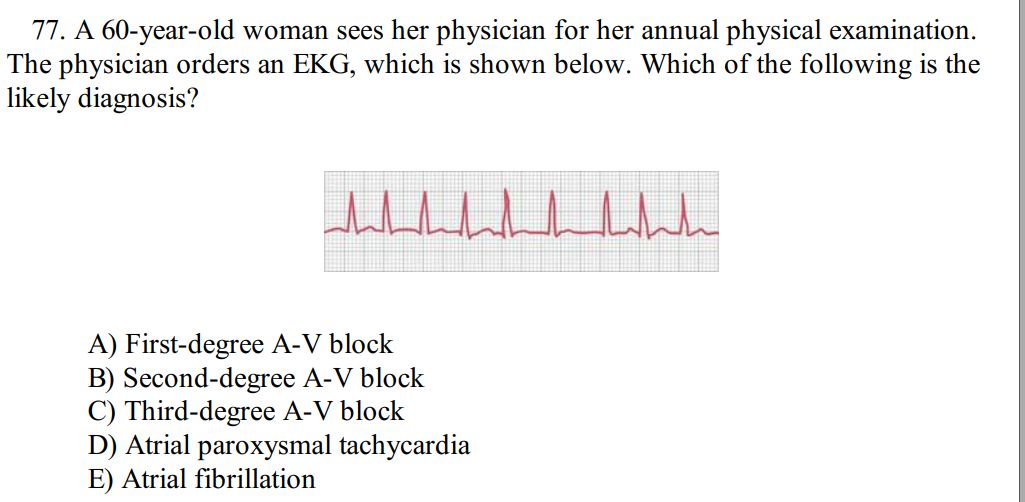 77. A 60-year-old woman sees her physician for her annual physical examination.
The physician orders an EKG, which is shown below. Which of the following is the
likely diagnosis?
A) First-degree A-V block
B) Second-degree A-V block
C) Third-degree A-V block
D) Atrial paroxysmal tachycardia
E) Atrial fibrillation